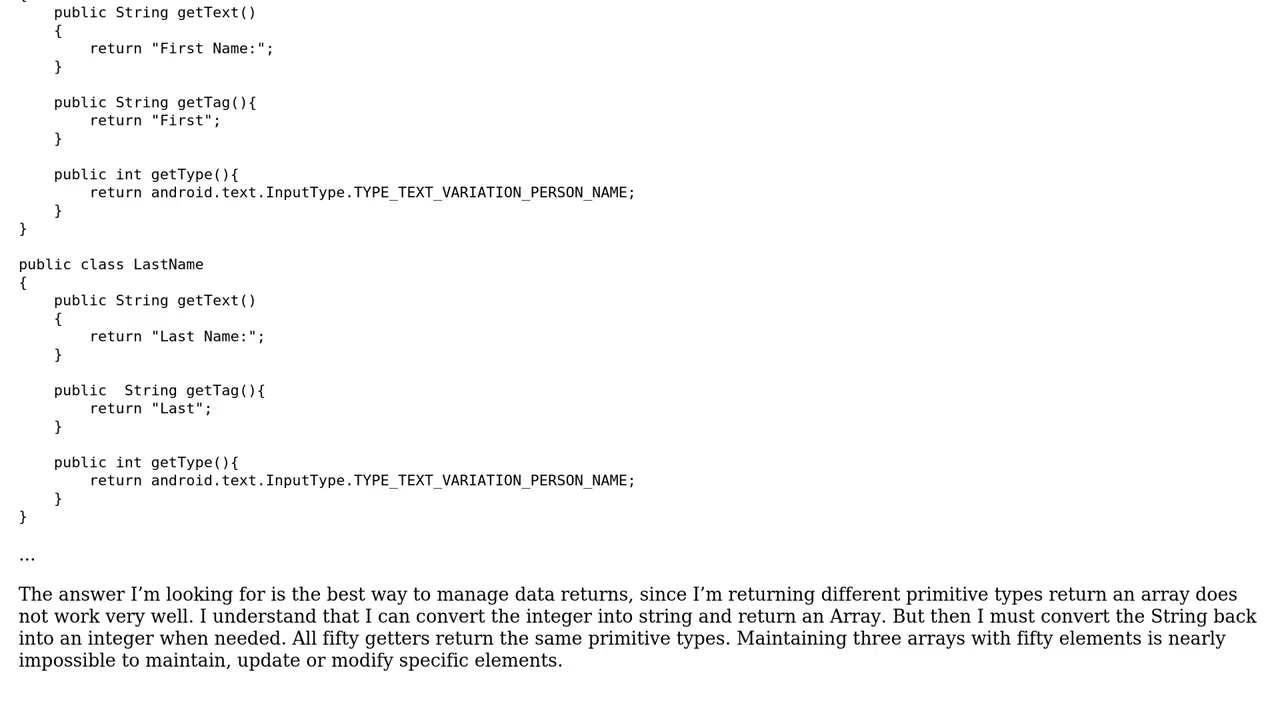 {
    public String getText()
    {
        return "First Name:";
    }

    public String getTag(){
        return "First";
    }

    public int getType(){
        return android.text.InputType.TYPE_TEXT_VARIATION_PERSON_NAME;
    }
}

public class LastName
{
    public String getText()
    {
        return "Last Name:";
    }

    public  String getTag(){
        return "Last";
    }

    public int getType(){
        return android.text.InputType.TYPE_TEXT_VARIATION_PERSON_NAME;
    }
}

…

The answer I’m looking for is the best way to manage data returns, since I’m returning different primitive types return an array does
not work very well. I understand that I can convert the integer into string and return an Array. But then I must convert the String back
into an integer when needed. All fifty getters return the same primitive types. Maintaining three arrays with fifty elements is nearly
impossible to maintain, update or modify specific elements.